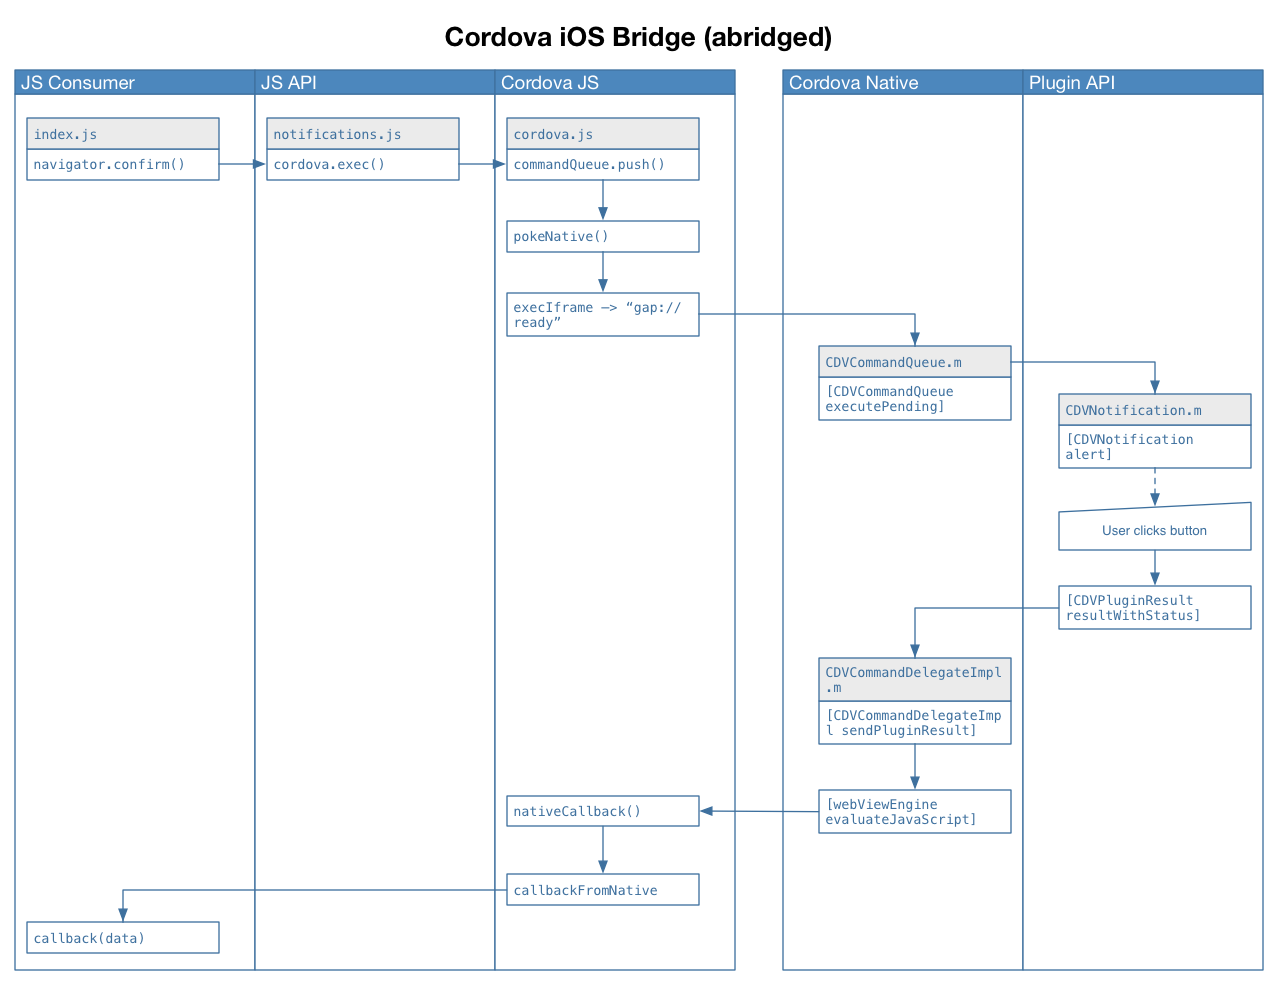 Cordova iOS Bridge (abridged)
JS Consumer
JS API
Cordova JS
Cordova Native
Plugin API
index.js
navigator.confirm()
notifications.js
cordova.exec()
cordova.js
commandQueue.push()
pokeNative()
execIframe —> “gap://
ready”
CDVCommandQueue.m
[CDVCommandQueue
executePending]
CDVNotification.m
[CDVNotification
alert]
User clicks button
[CDVPluginResult
resultWithStatus]
CDVCommandDelegateImpl
.m
[CDVCommandDelegateImp
l sendPluginResult]
[webViewEngine
evaluateJavaScript]
nativeCallback()
callbackFromNative
callback(data)